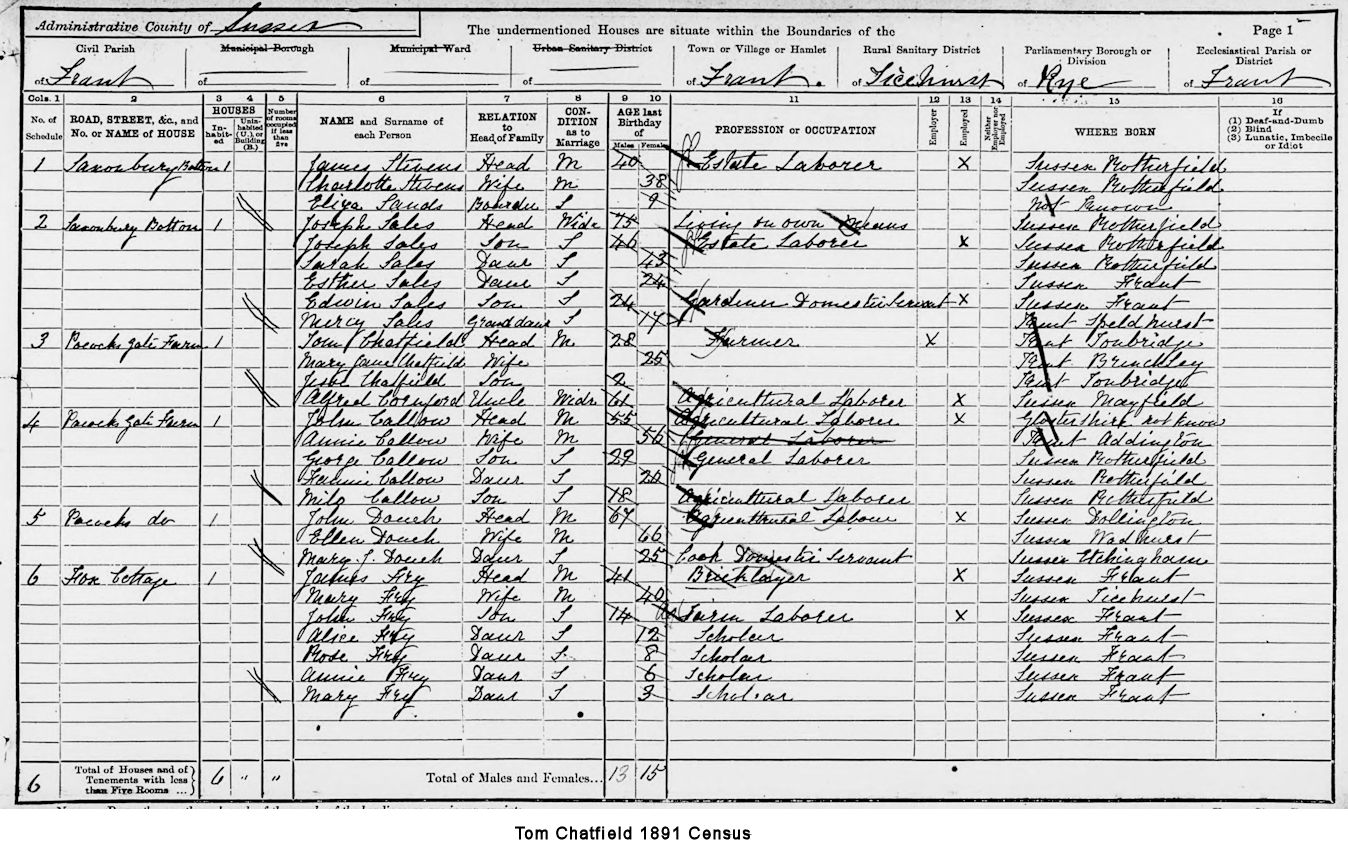 Administrative County of Sussex
The undermentioned Houses are situate within the Boundaries of the
Page 1
Civil Parish of Frant
Municipal Borough of
Municipal Ward of
Urban Sanitary District of
Town or Village or Hamlet of Frant.
Rural Sanitary District of Ticehurst
Parliamentary Borough or Division of Rye
Ecclesiastical Parish or District of Frant
Cols. 1 2 3 4 5 6 7 8 9 10 11 12 13 14 15 16
No. of Schedule
ROAD, STREET, &c., and No. or NAME of HOUSE
HOUSES
In-habit-ed
Unin-habited (U.) or Building (B.)
Number of rooms occupied if less than five
NAME and Surname of each Person
RELATION to Head of Family
CON-DITION as to Marriage
AGE last Birthday of
Males Females
PROFESSION or OCCUPATION
Employer
Employed
Neither Employer nor Employed
WHERE BORN
If
(1) Deaf-and-Dumb
(2) Blind
(3) Lunatic, Imbecile or Idiot
1 Saxonbury Bottom 1 James Stevens Head M 40 Estate Laborer X Sussex Rotherfield
Charlotte Stevens Wife M 38 Sussex Rotherfield
Eliza Sands Boarder S 9 Not Known
2 Saxonbury Botton 1 Joseph Sales Head Widr 75 Living on own Means Sussex Rotherfield
Joseph Sales Son S 46 Estate Laborer X Sussex Rotherfield
Sarah Sales Daur S 43 Sussex Rotherfield
Esther Sales Daur S 24 Sussex Frant
Edwin Sales Son S 24 Gardiner Domestic Servant X Sussex Frant
Mercy Sales Grand daur S 17 Kent Speldhurst
3 Pococks Gate Farm 1 Tom Chatfield Head M 28 Farmer X Kent Tonbridge
Mary Jane Chatfield Wife 25 Kent Brenchley
Jesse Chatfield Son 2 Kent Tonbridge
Alfred Cornford Uncle Widr 61 Agricultural Laborer X Sussex Mayfield
4 Pococks Gate Farm 1 John Callow Head M 55 Agricultural Laborer X Glostershire not know
Annie Callow Wife M 56 General Laborer Kent Addington
George Callow Son S 29 General Laborer Sussex Rotherfield
Fannie Callow Daur S 20 Sussex Rotherfield
Milo Callow Son S 18 Agricultural Laborer Sussex Rotherfield
5 Pococks do 1 John Douch Head M 67 Agricultural Labour X Sussex Dollington
Ellen Douch Wife M 66 Sussex Wadhurst
Mary J. Douch Daur S 25 Cook Domestic Servant Sussex Etchingham
6 Fox Cottage 1 James Fry Head M 41 Bricklayer X Sussex Frant
Mary Fry Wife M 40 Sussex Ticehurst
John Fry Son S 14 Farm Laborer X Sussex Frant
Alice Fry Daur S 12 Scholar Sussex Frant
Rose Fry Daur S 8 Scholar Sussex Frant
Annie Fry Daur S 6 Scholar Sussex Frant
Mary Fry Daur S 3 Scholar Sussex Frant
6 Total of Houses and of Tenements with less than Five Rooms ... 6 " " Total of Males and Females... 13 15
Tom Chatfield 1891 Census